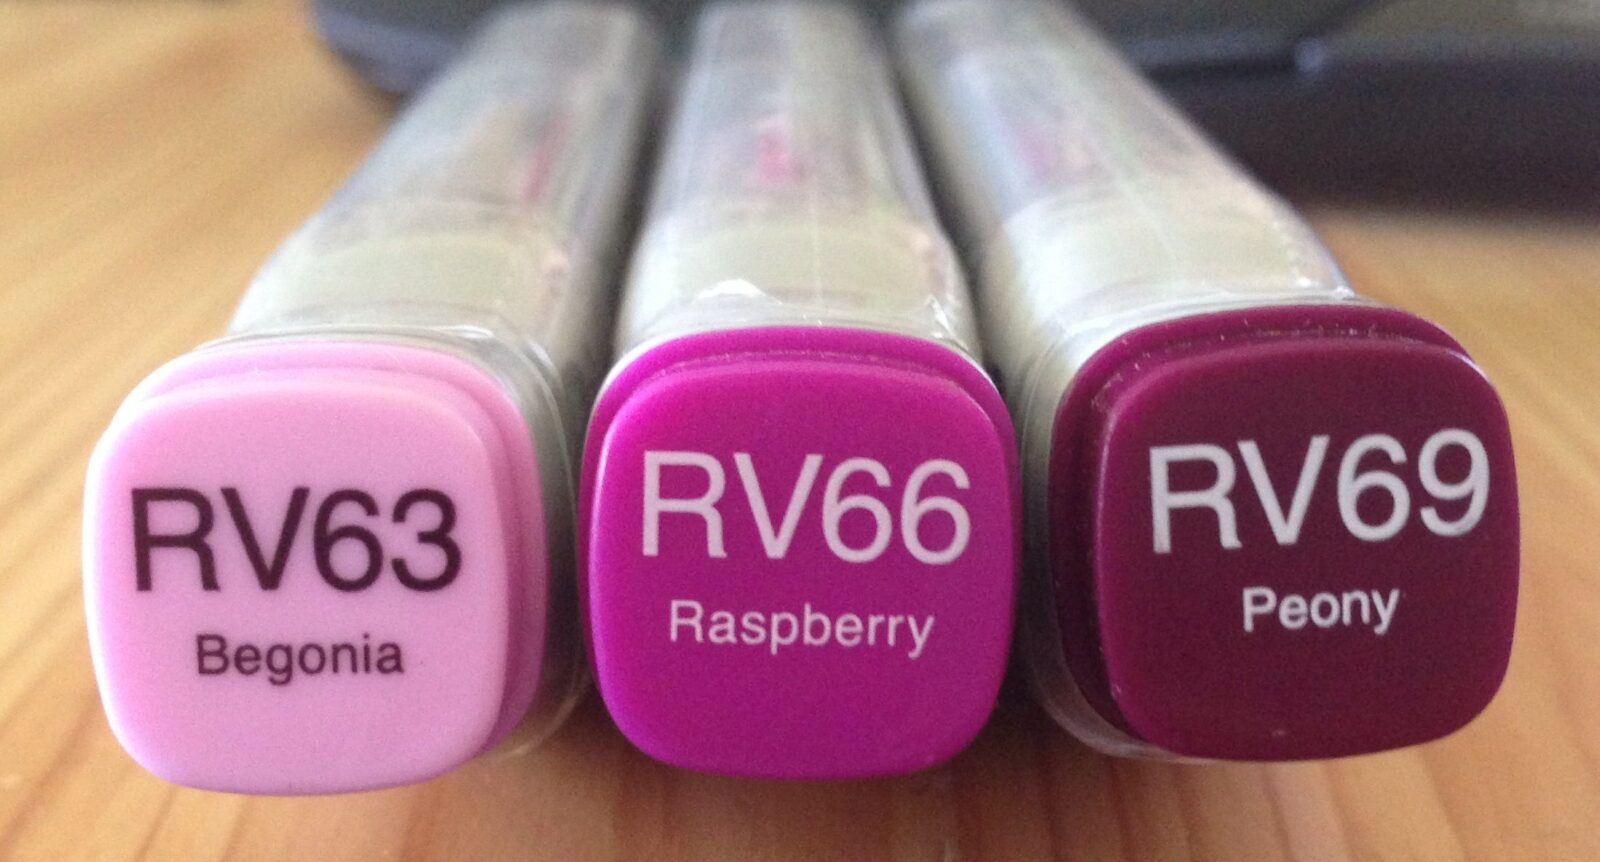 RV63
Begonia
RV66
Raspberry
RV69
Peony